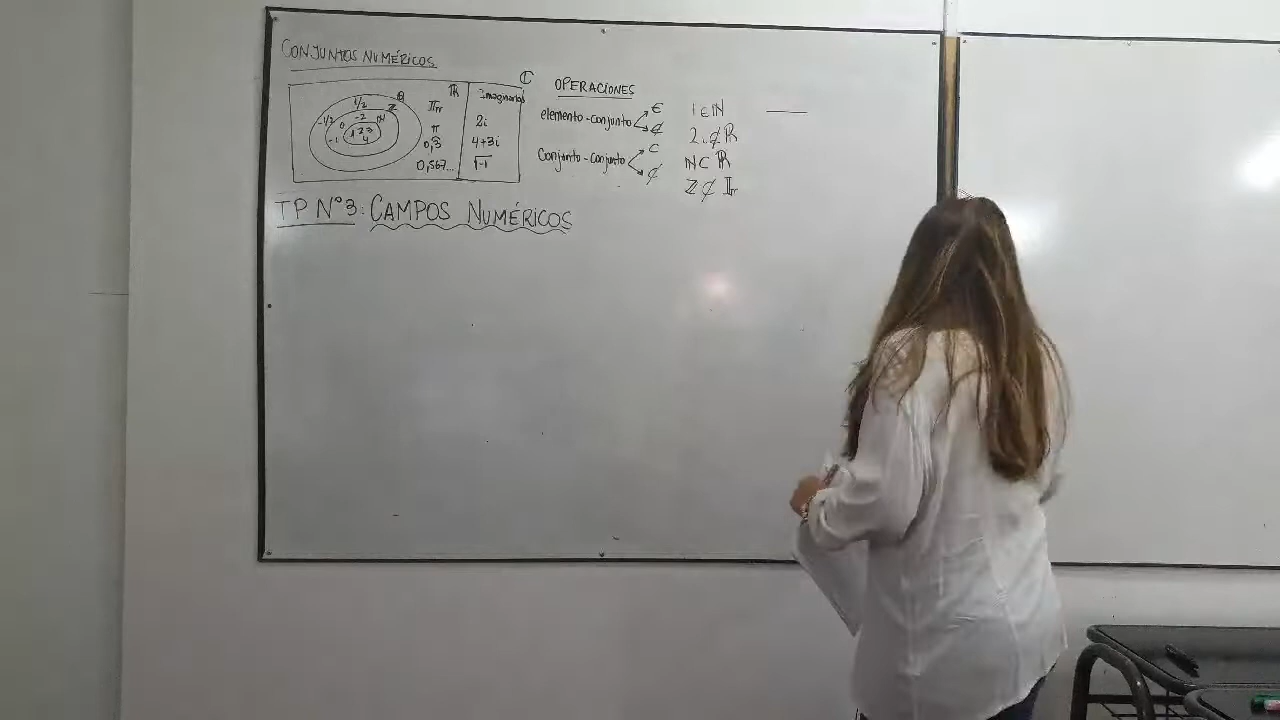 CONJUNTOS NUMÉRICOS
ℂ
ℝ
Imaginarios
ℚ
1/2
ℤ
-1/2
-2
ℕ
0
1 2 3
4
-1
𝕀rr
π
0,3̂
0,567...
2i
4+3i
√-1
OPERACIONES
elemento-conjunto ∈ ∉
1 ∈ ℕ
2i ∉ ℝ
Conjunto-conjunto ⊂ ⊄
ℕ ⊂ ℝ
ℤ ⊄ 𝕀rr
TP N°3: CAMPOS NUMÉRICOS